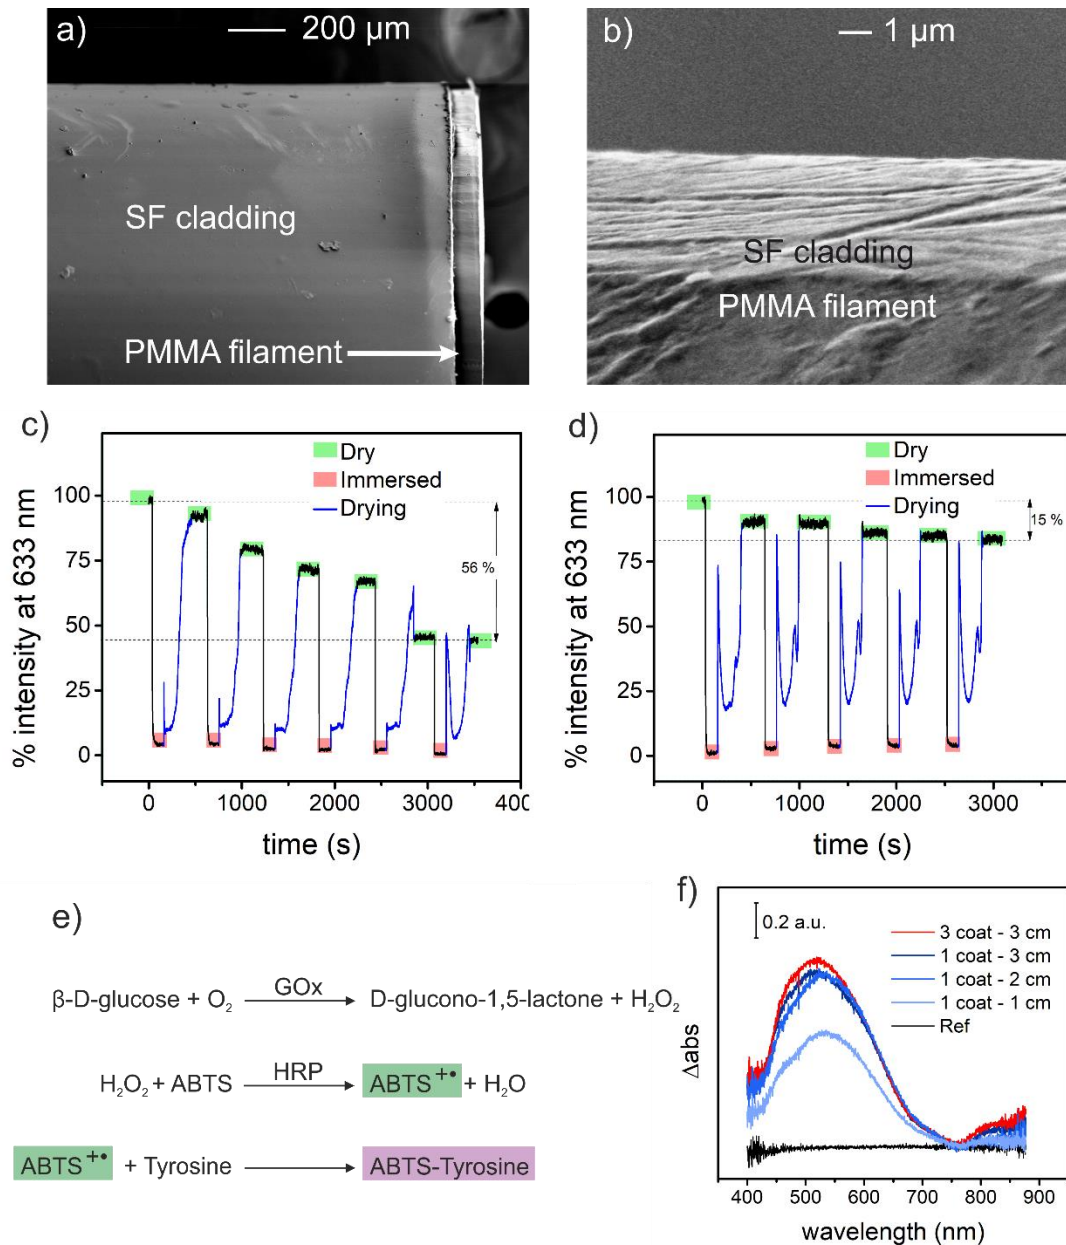 a)
200 μm
SF cladding
PMMA filament
b)
1 μm
SF cladding
PMMA filament
c)
Dry
Immersed
Drying
% intensity at 633 nm
100
75
50
25
0
56 %
0
1000
2000
3000
400
time (s)
d)
Dry
Immersed
Drying
% intensity at 633 nm
100
75
50
25
0
15 %
0
1000
2000
3000
time (s)
e)
β-D-glucose + O₂ GOx D-glucono-1,5-lactone + H₂O₂
H₂O₂ + ABTS HRP ABTS⁺• + H₂O
ABTS⁺• + Tyrosine ABTS-Tyrosine
f)
0.2 a.u.
3 coat - 3 cm
1 coat - 3 cm
1 coat - 2 cm
1 coat - 1 cm
Ref
Δabs
400 500 600 700 800 900
wavelength (nm)